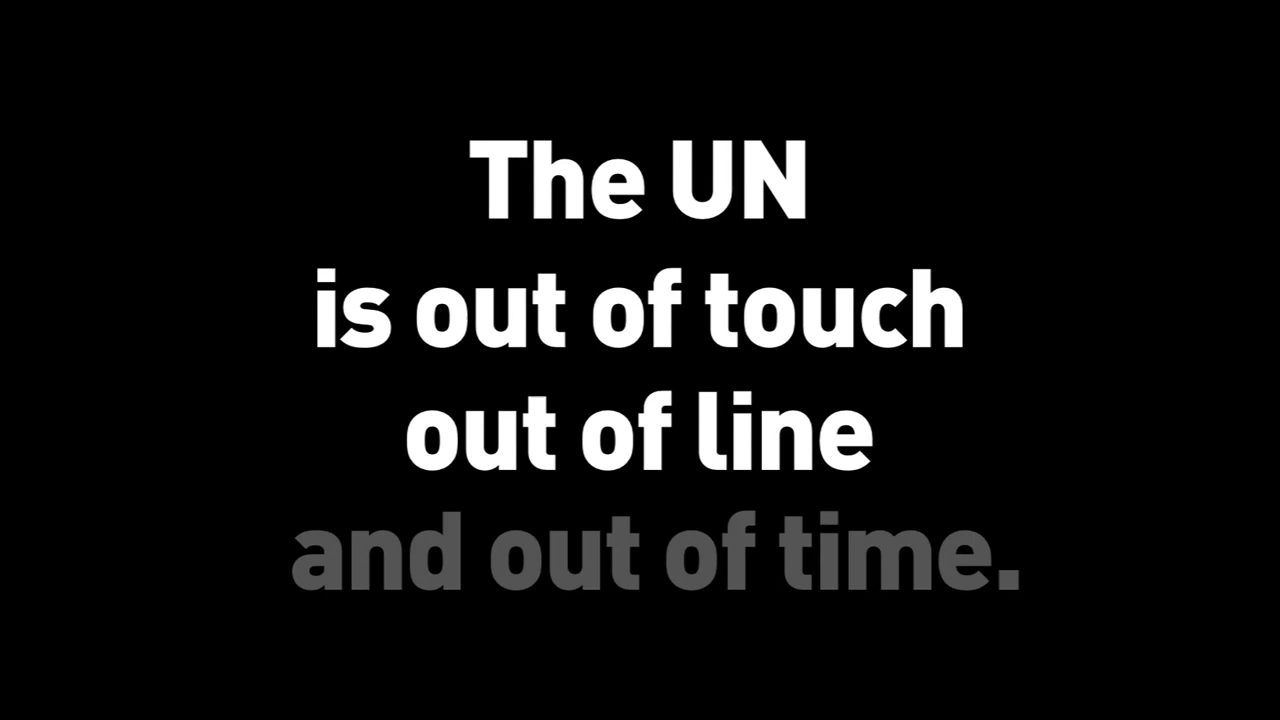 The UN
is out of touch
out of line
and out of time.